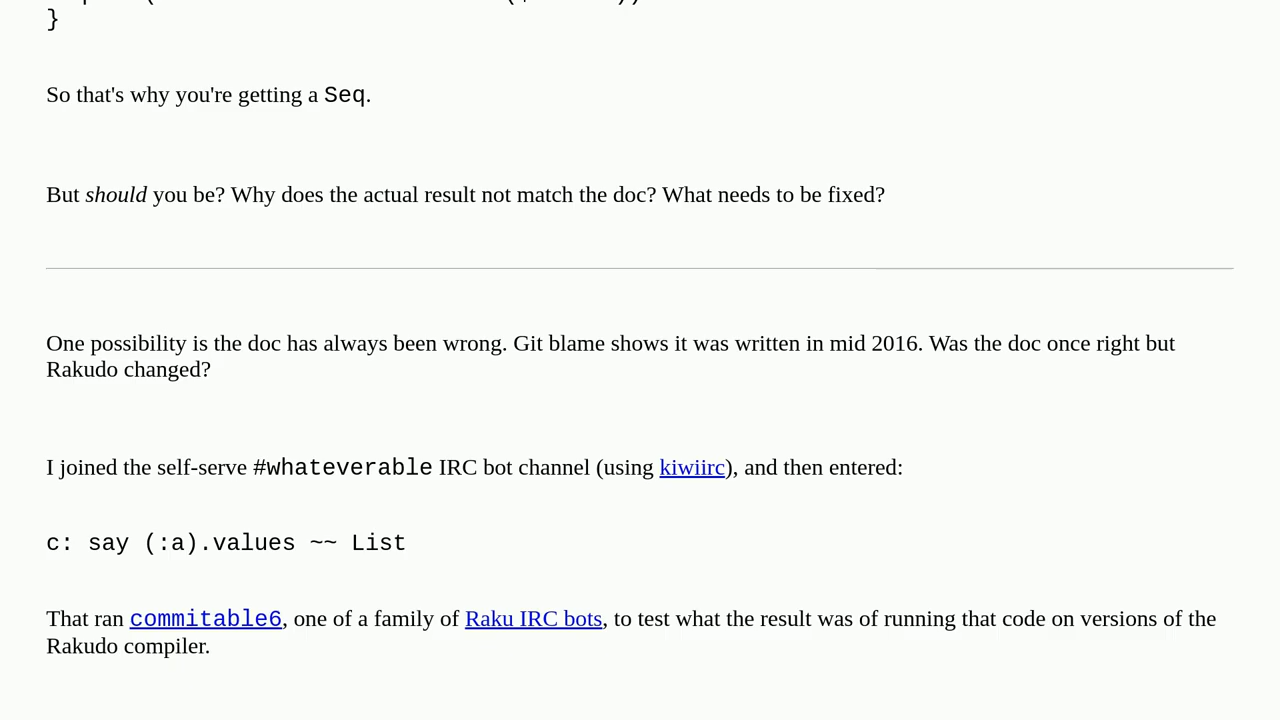 }
So that's why you're getting a Seq.
But should you be? Why does the actual result not match the doc? What needs to be fixed?
One possibility is the doc has always been wrong. Git blame shows it was written in mid 2016. Was the doc once right but
Rakudo changed?
I joined the self-serve #whateverable IRC bot channel (using kiwiirc), and then entered:
c: say (:a).values ~~ List
That ran commitable6, one of a family of Raku IRC bots, to test what the result was of running that code on versions of the
Rakudo compiler.